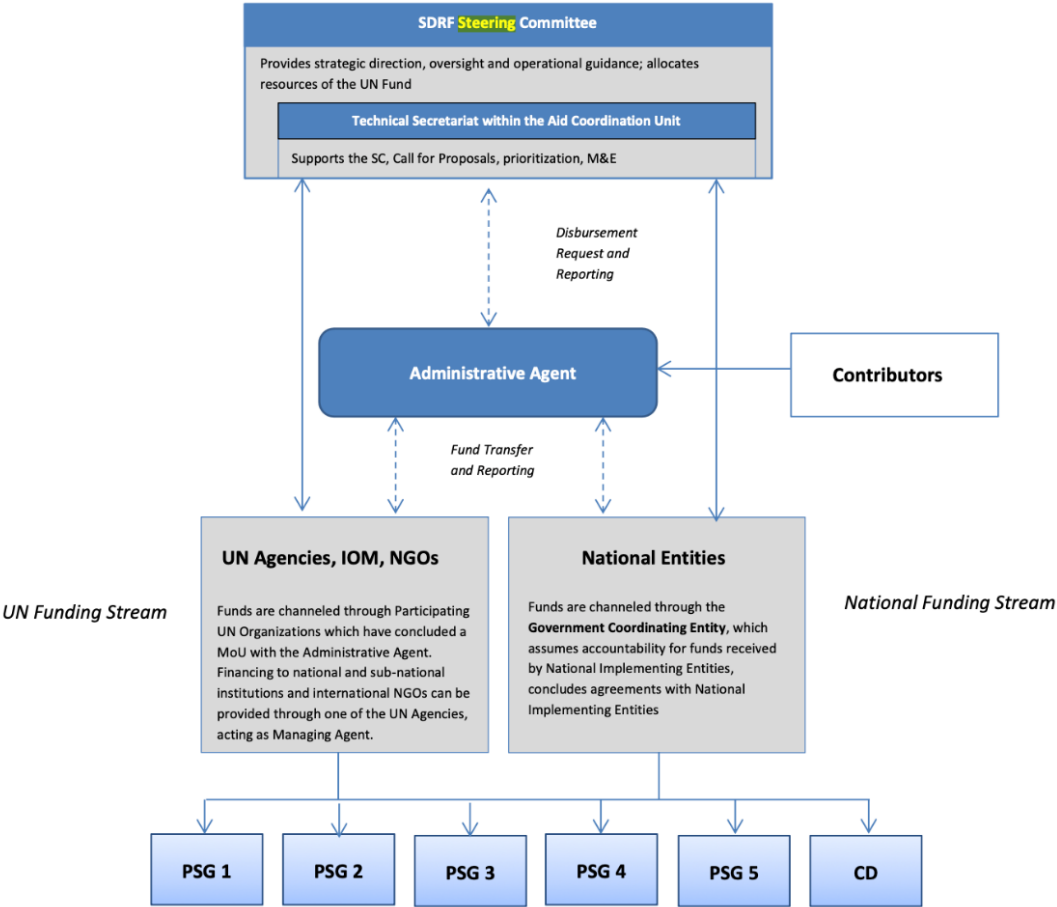 SDRF Steering Committee
Provides strategic direction, oversight and operational guidance; allocates
resources of the UN Fund
Technical Secretariat within the Aid Coordination Unit
Supports the SC, Call for Proposals, prioritization, M&E
Disbursement
Request and
Reporting
Administrative Agent
Contributors
Fund Transfer
and Reporting
UN Funding Stream
UN Agencies, IOM, NGOs
Funds are channeled through Participating
UN Organizations which have concluded a
MoU with the Administrative Agent.
Financing to national and sub-national
institutions and international NGOs can be
provided through one of the UN Agencies,
acting as Managing Agent.
National Entities
Funds are channeled through the
Government Coordinating Entity, which
assumes accountability for funds received
by National Implementing Entities,
concludes agreements with National
Implementing Entities
National Funding Stream
PSG 1
PSG 2
PSG 3
PSG 4
PSG 5
CD